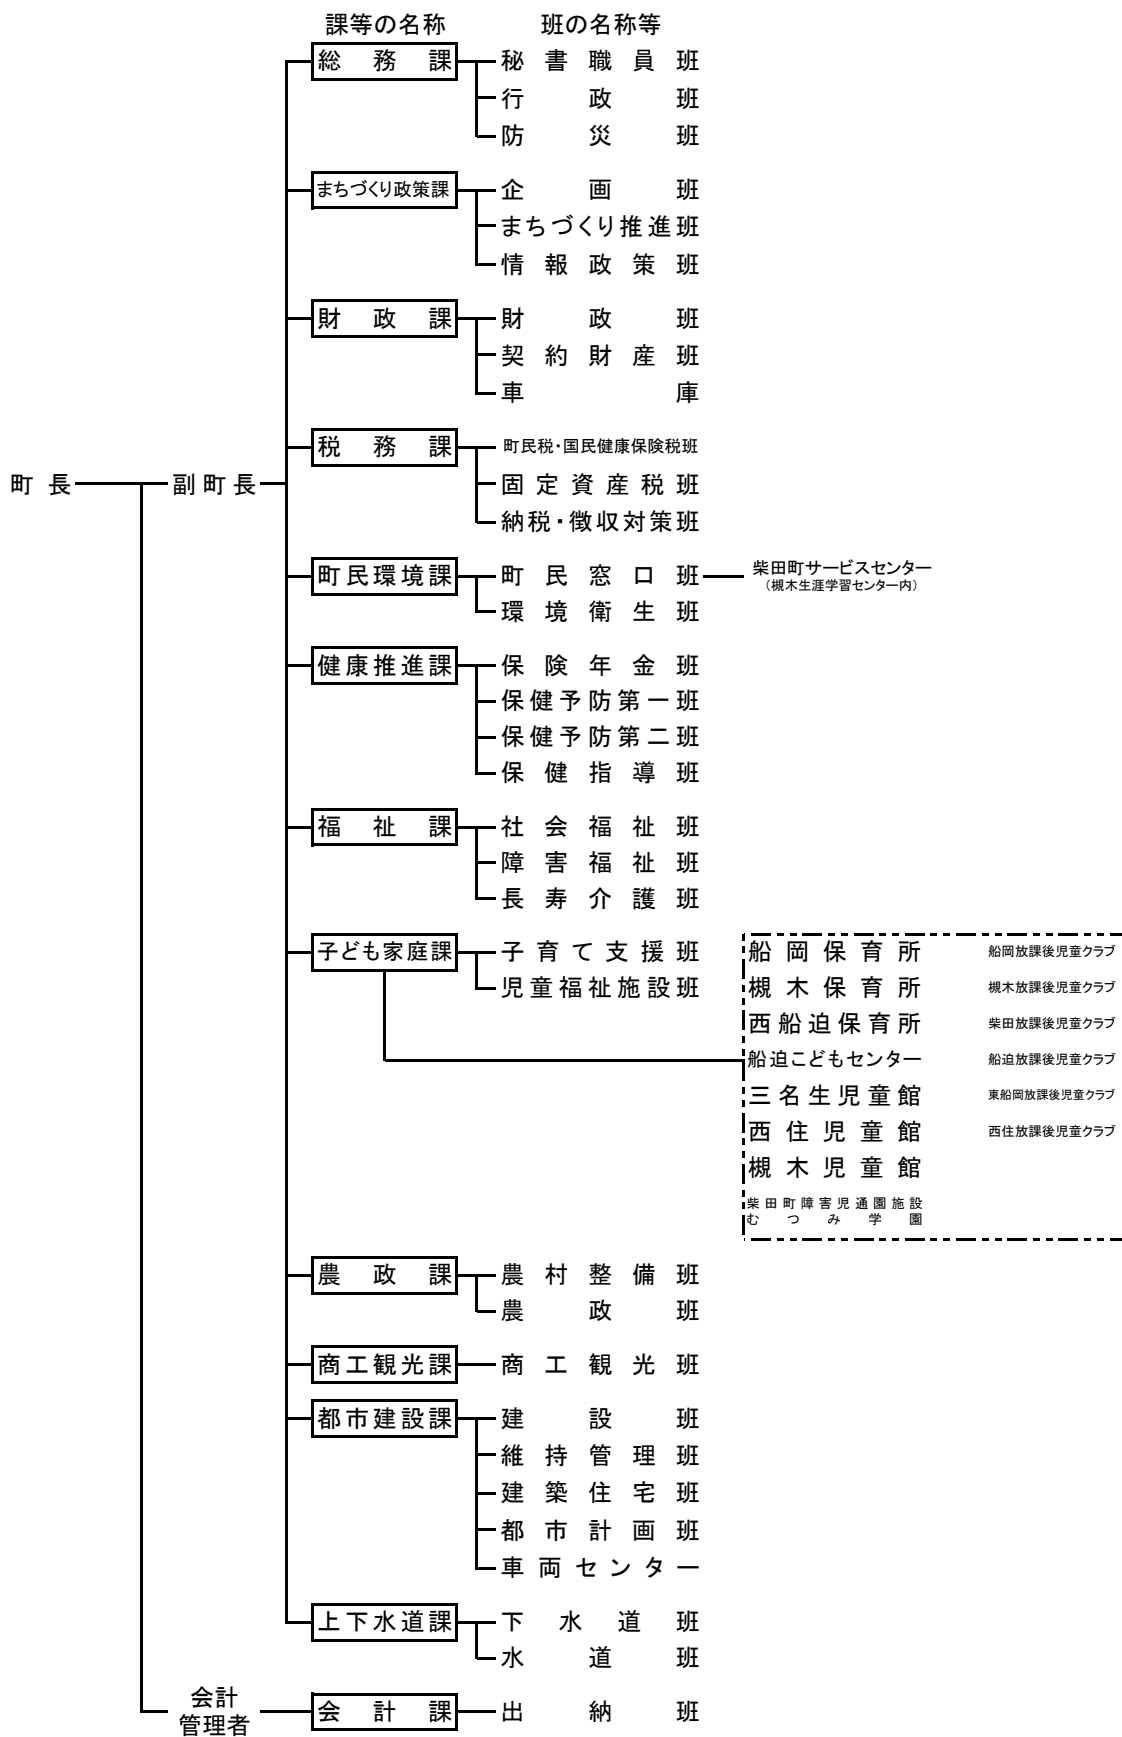 課等の名称 班の名称等
総務課 秘書職員班
行政班
防災班
まちづくり政策課 企画班
まちづくり推進班
情報政策班
財政課 財政班
契約財産班
車庫
税務課 町民税・国民健康保険税班
町長 副町長 固定資産税班
納税・徴収対策班
町民環境課 町民窓口班 柴田町サービスセンター
(槻木生涯学習センター内)
環境衛生班
健康推進課 保険年金班
保健予防第一班
保健予防第二班
保健指導班
福祉課 社会福祉班
障害福祉班
長寿介護班
子ども家庭課 子育て支援班 船岡保育所 船岡放課後児童クラブ
児童福祉施設班 槻木保育所 槻木放課後児童クラブ
西船迫保育所 柴田放課後児童クラブ
船迫こどもセンター 船迫放課後児童クラブ
三名生児童館 東船岡放課後児童クラブ
西住児童館 西住放課後児童クラブ
槻木児童館
柴田町障害児通園施設
むつみ学園
農政課 農村整備班
農政班
商工観光課 商工観光班
都市建設課 建設班
維持管理班
建築住宅班
都市計画班
車両センター
上下水道課 下水道班
水道班
会計
管理者 会計課 出納班